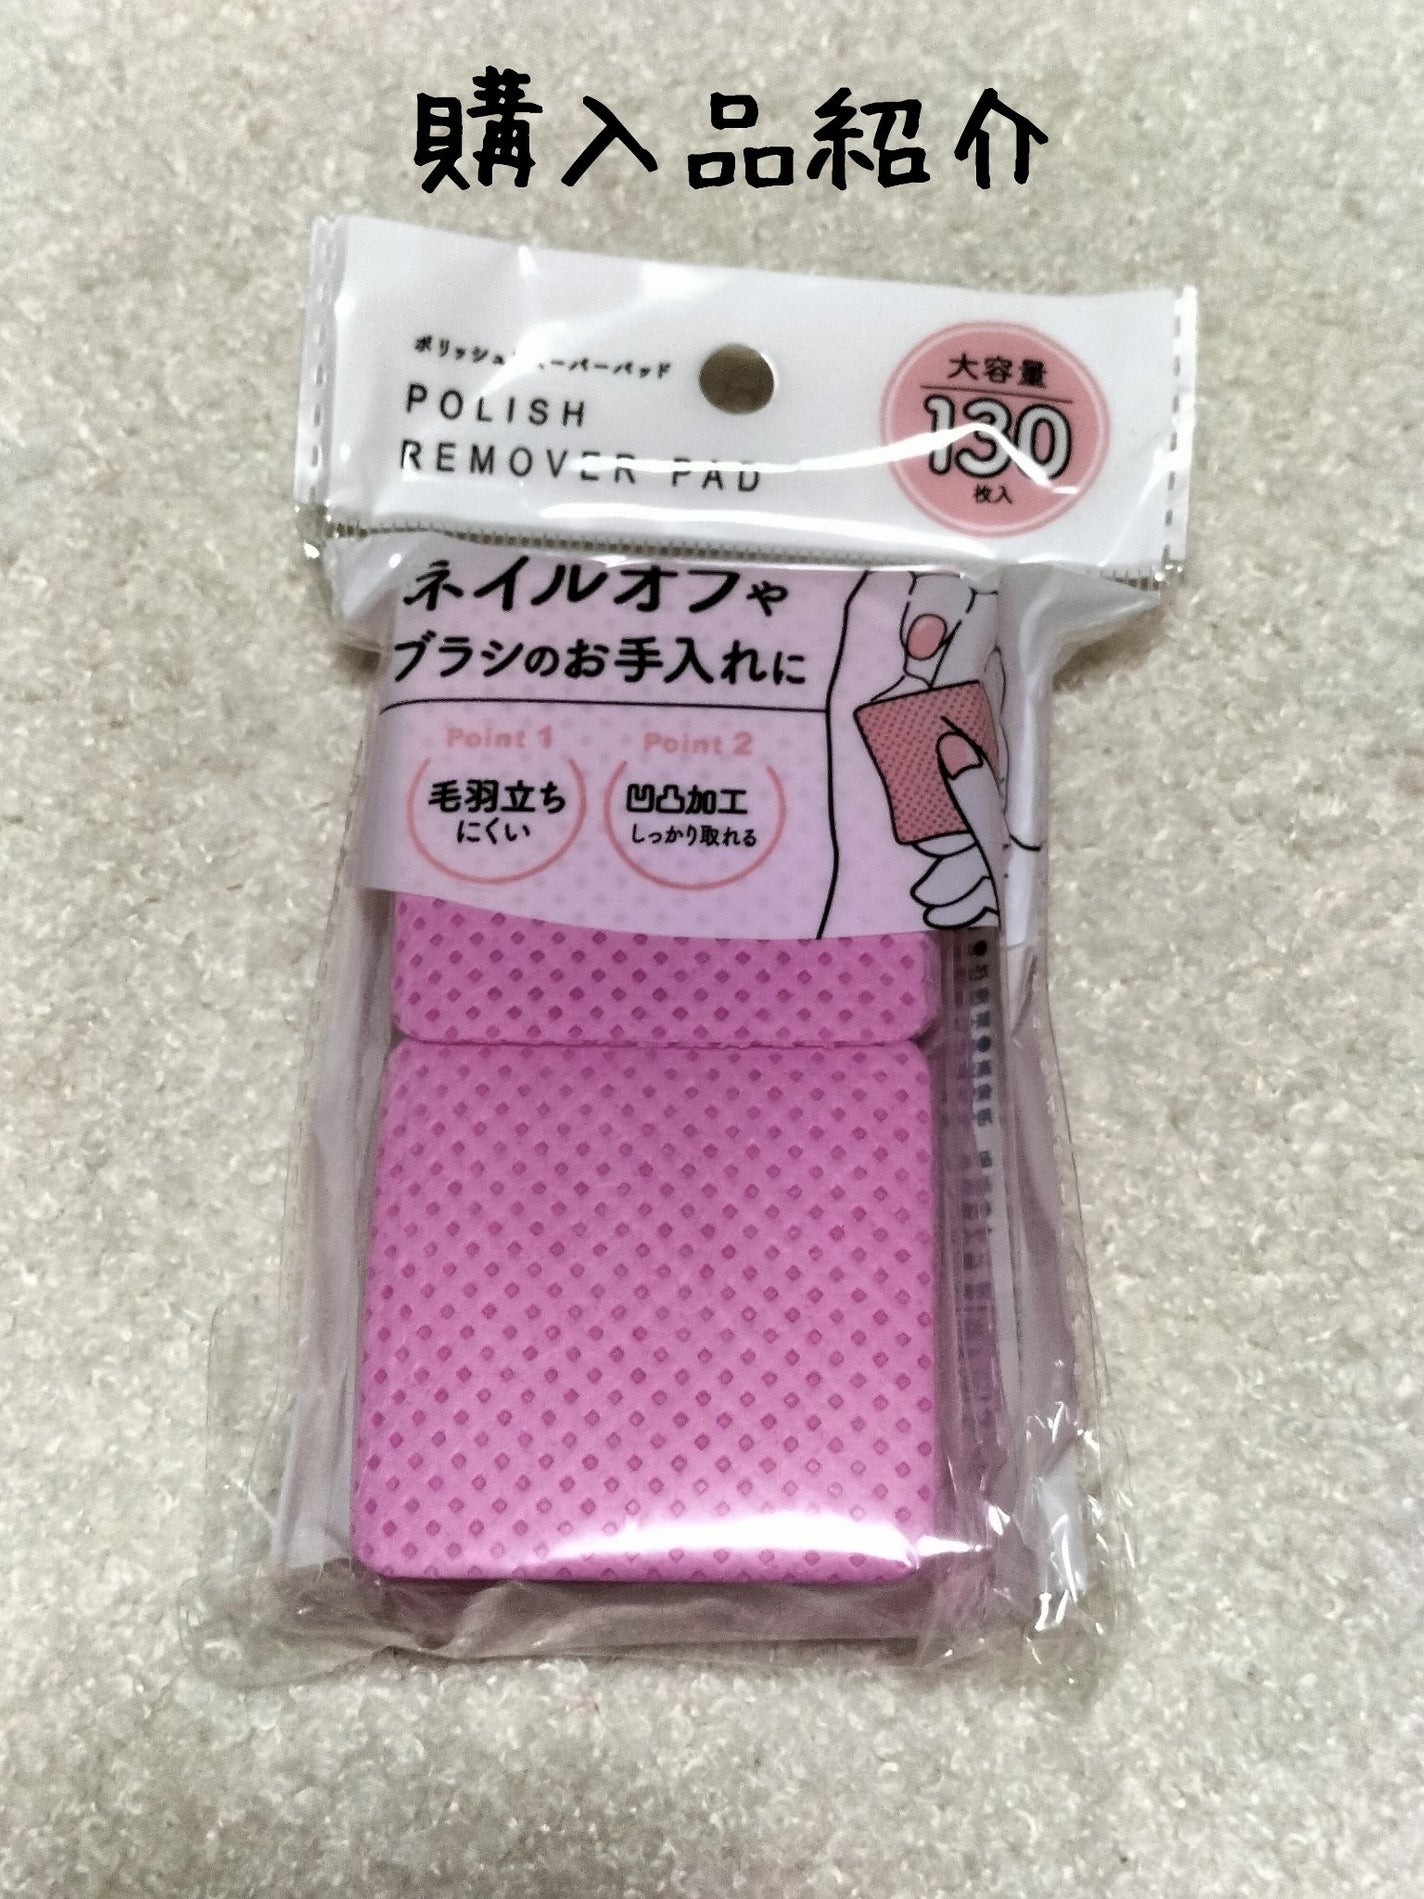 購入品紹介
POLISH
REMOVER PAD
大容量
130
枚入
ネイルオフや
ブラシのお手入れに
Point 1
毛羽立ち
にくい
Point 2
凹凸加工
しっかり取れる